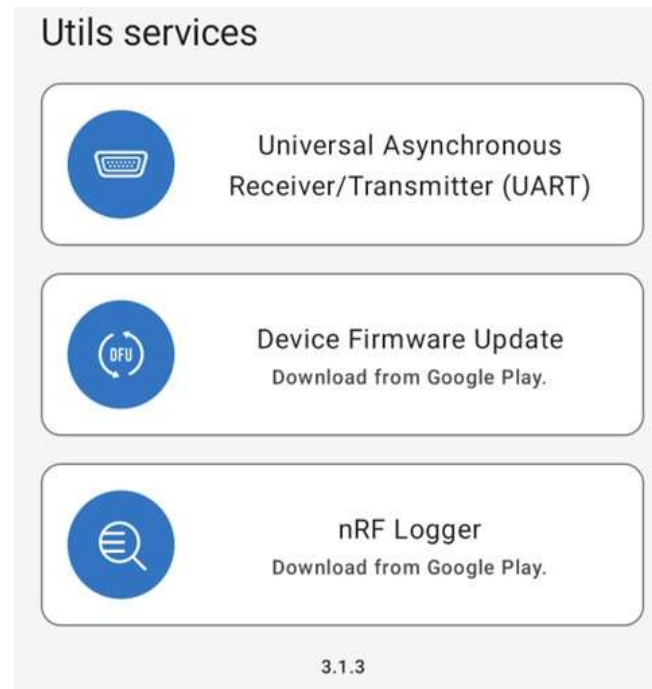 Utils services
Universal Asynchronous
Receiver/Transmitter (UART)
DFU
Device Firmware Update
Download from Google Play.
nRF Logger
Download from Google Play.
3.1.3